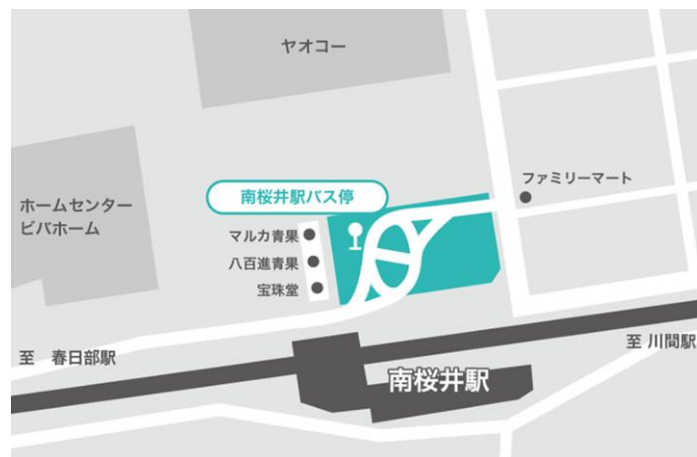 ヤオコー
ファミリーマート
南桜井駅バス停
ホームセンター
ビバホーム
マルカ青果
八百進青果
宝珠堂
至 川間駅
至 春日部駅
南桜井駅